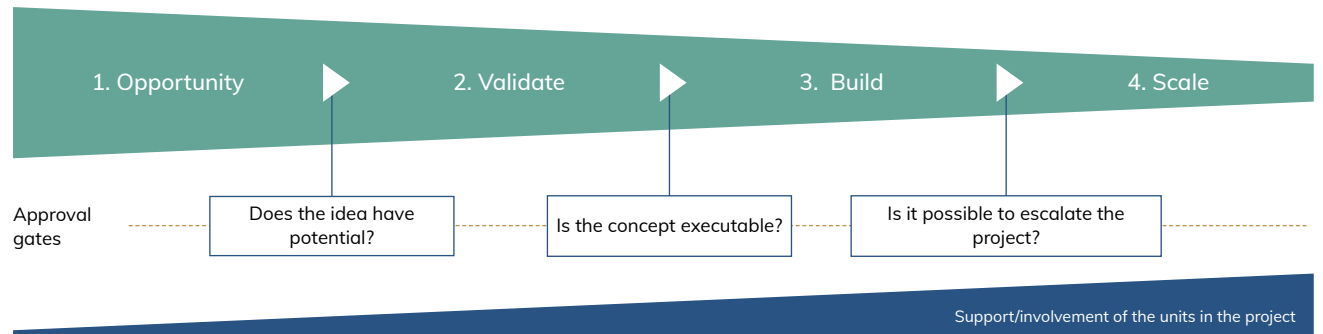 1. Opportunity
2. Validate
3. Build
4. Scale
Approval
gates
Does the idea have
potential?
Is the concept executable?
Is it possible to escalate the
project?
Support/involvement of the units in the project